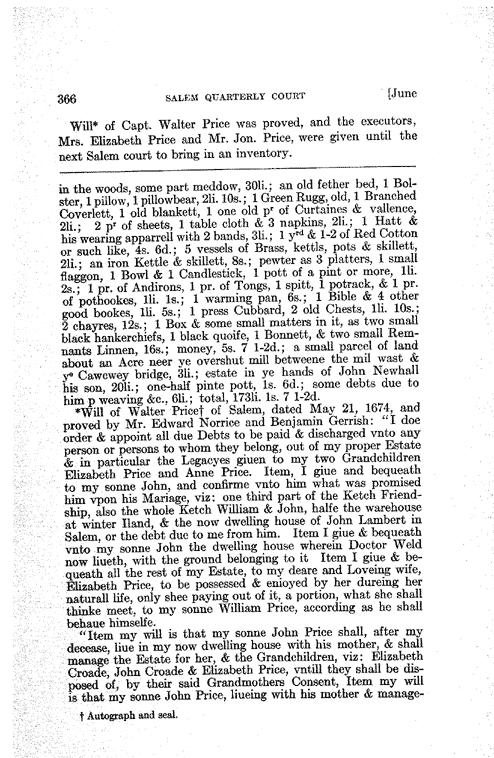 366 SALEM QUARTERLY COURT [June
Will* of Capt. Walter Price was proved, and the executors,
Mrs. Elizabeth Price and Mr. Jon. Price, were given until the
next Salem court to bring in an inventory.
in the woods, some part meddow, 30li.; an old fether bed, 1 Bol-
ster, 1 pillow, 1 pillowbear, 2li. 10s.; 1 Green Rugg, old, 1 Branched
Coverlett, 1 old blankett, 1 one old pʳ of Curtaines & vallence,
2li.; 2 pʳ of sheets, 1 table cloth & 3 napkins, 2li.; 1 Hatt &
his wearing apparrell with 2 bands, 3li.; 1 yʳᵈ & 1-2 of Red Cotton
or such like, 4s. 6d.; 5 vessels of Brass, kettls, pots & skillett,
2li.; an iron Kettle & skillett, 8s.; pewter as 3 platters, 1 small
flaggon, 1 Bowl & 1 Candlestick, 1 pott of a pint or more, 1li.
2s.; 1 pr. of Andirons, 1 pr. of Tongs, 1 spitt, 1 potrack, & 1 pr.
of pothookes, 1li. 1s.; 1 warming pan, 6s.; 1 Bible & 4 other
good bookes, 1li. 5s.; 1 press Cubbard, 2 old Chests, 1li. 10s.;
2 chayres, 12s.; 1 Box & some small matters in it, as two small
black hankerchiefs, 1 black quoife, 1 Bonnett, & two small Rem-
nants Linnen, 16s.; money, 5s. 7 1-2d.; a small parcel of land
about an Acre neer ye overshut mill betweene the mil wast &
yᵉ Cawcwey bridge, 3li.; estate in ye hands of John Newhall
his son, 20li.; one-half pinte pott, 1s. 6d.; some debts due to
him p weaving &c., 6li.; total, 173li. 1s. 7 1-2d.
*Will of Walter Price† of Salem, dated May 21, 1674, and
proved by Mr. Edward Norrice and Benjamin Gerrish: "I doe
order & appoint all due Debts to be paid & discharged vnto any
person or persons to whom they belong, out of my proper Estate
& in particular the Legacyes giuen to my two Grandchildren
Elizabeth Price and Anne Price. Item, I giue and bequeath
to my sonne John, and confirme vnto him what was promised
him vpon his Mariage, viz: one third part of the Ketch Friend-
ship, also the whole Ketch William & John, halfe the warehouse
at winter Iland, & the now dwelling house of John Lambert in
Salem, or the debt due to me from him. Item I giue & bequeath
vnto my sonne John the dwelling house wherein Doctor Weld
now liueth, with the ground belonging to it Item I giue & be-
queath all the rest of my Estate, to my deare and Loveing wife,
Elizabeth Price, to be possessed & enioyed by her dureing her
naturall life, only shee paying out of it, a portion, what she shall
thinke meet, to my sonne William Price, according as he shall
behaue himselfe.
"Item my will is that my sonne John Price shall, after my
decease, liue in my now dwelling house with his mother, & shall
manage the Estate for her, & the Grandchildren, viz: Elizabeth
Croade, John Croade & Elizabeth Price, vntill they shall be dis-
posed of, by their said Grandmothers Consent, Item my will
is that my sonne John Price, liueing with his mother & manage-
† Autograph and seal.